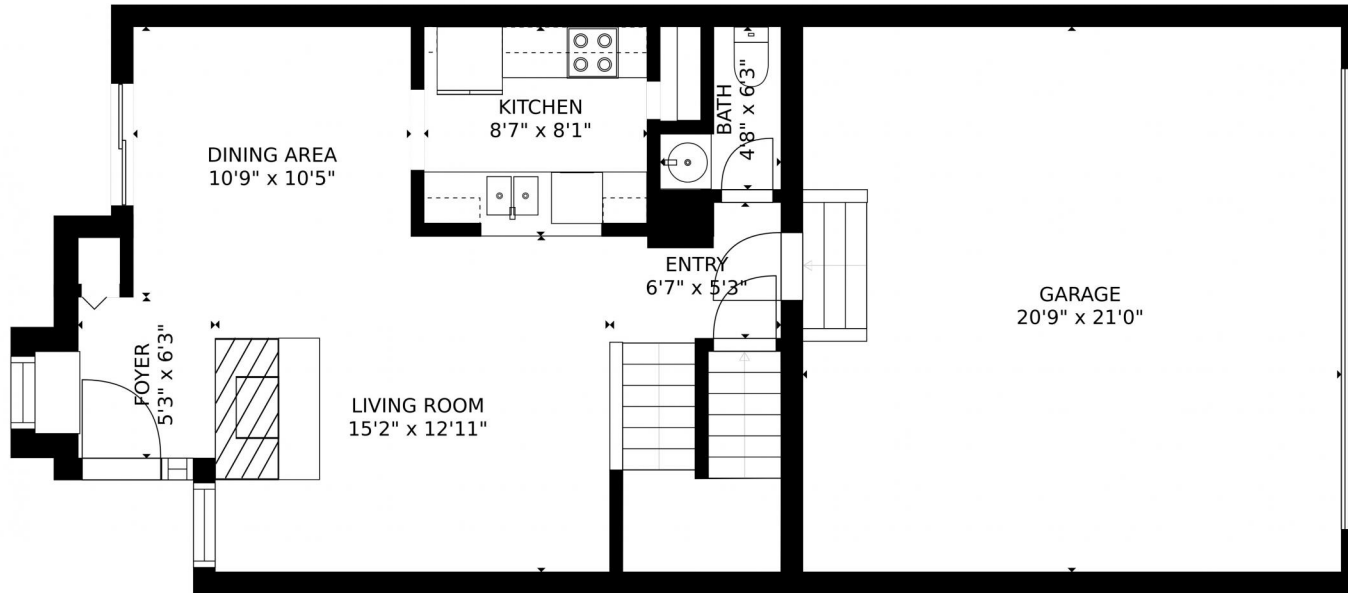 KITCHEN
8'7" x 8'1"
BATH
4'8" x 6'3"
DINING AREA
10'9" x 10'5"
ENTRY
6'7" x 5'3"
GARAGE
20'9" x 21'0"
FOYER
5'3" x 6'3"
LIVING ROOM
15'2" x 12'11"